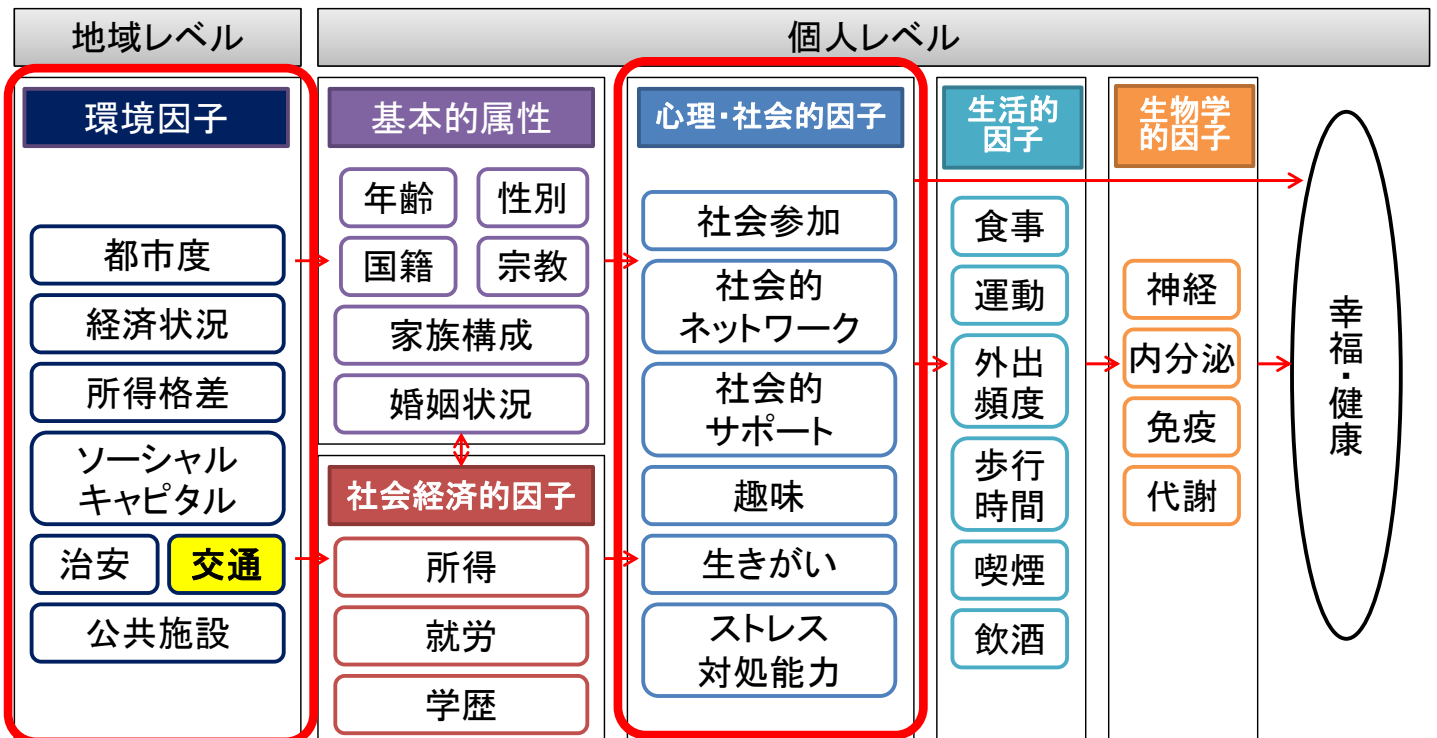 地域レベル
個人レベル
環境因子
都市度
経済状況
所得格差
ソーシャル
キャピタル
治安
交通
公共施設
基本的属性
年齢
性別
国籍
宗教
家族構成
婚姻状況
社会経済的因子
所得
就労
学歴
心理・社会的因子
社会参加
社会的
ネットワーク
社会的
サポート
趣味
生きがい
ストレス
対処能力
生活的
因子
食事
運動
外出
頻度
歩行
時間
喫煙
飲酒
生物学
的因子
神経
内分泌
免疫
代謝
幸福・健康